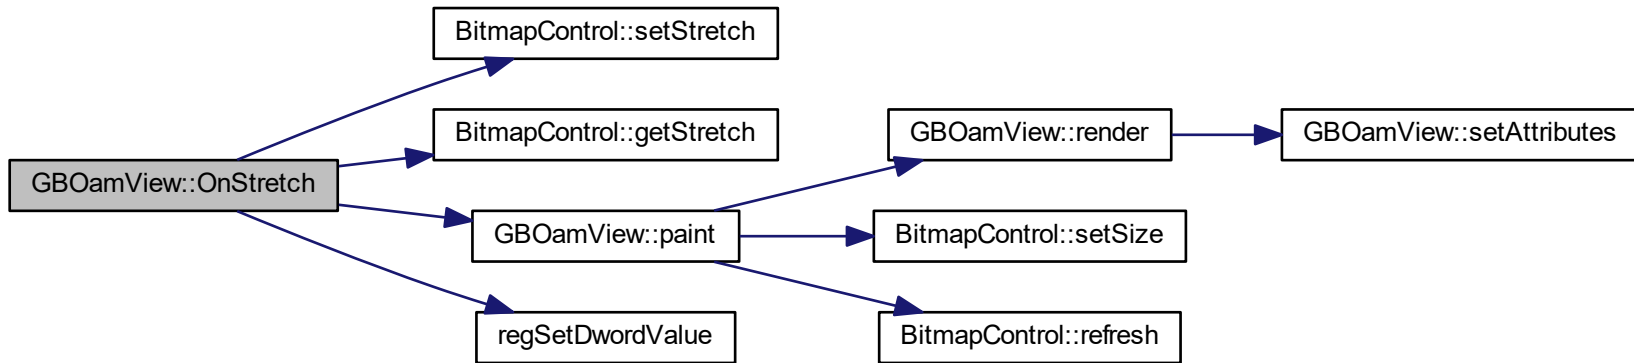 BitmapControl::setStretch
BitmapControl::getStretch
GBOamView::render
GBOamView::setAttributes
GBOamView::OnStretch
GBOamView::paint
BitmapControl::setSize
regSetDwordValue
BitmapControl::refresh